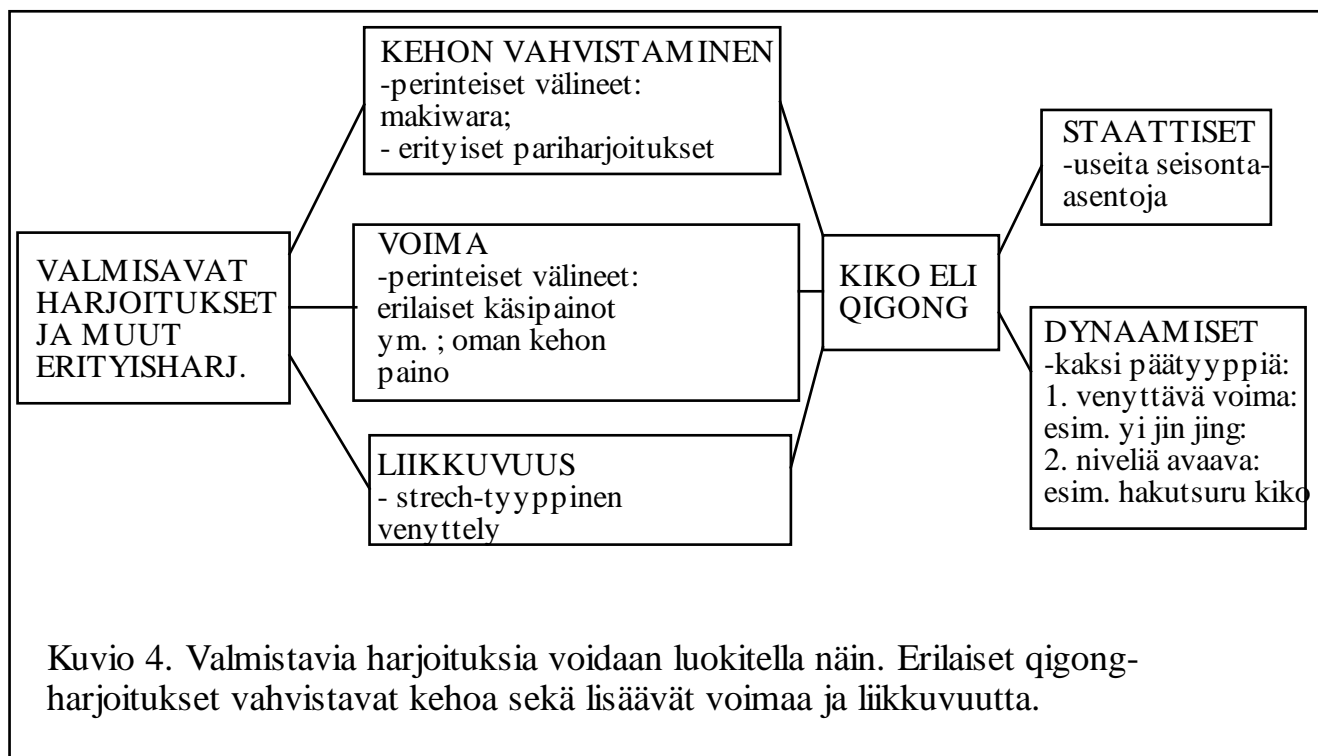 KEHON VAHVISTAMINEN
-perinteiset välineet:
makiwara;
- erityiset pariharjoitukset
STAATTISET
-useita seisonta-
asentoja
VALMISAVAT
HARJOITUKSET
JA MUUT
ERITYISHARJ.
VOIMA
-perinteiset välineet:
erilaiset käsipainot
ym. ; oman kehon
paino
KIKO ELI
QIGONG
DYNAAMISET
-kaksi päätyyppiä:
1. venyttävä voima:
esim. yi jin jing:
2. niveliä avaava:
esim. hakutsuru kiko
LIIKKUVUUS
- strech-tyyppinen
venyttely
Kuvio 4. Valmistavia harjoituksia voidaan luokitella näin. Erilaiset qigong-
harjoitukset vahvistavat kehoa sekä lisäävät voimaa ja liikkuvuutta.